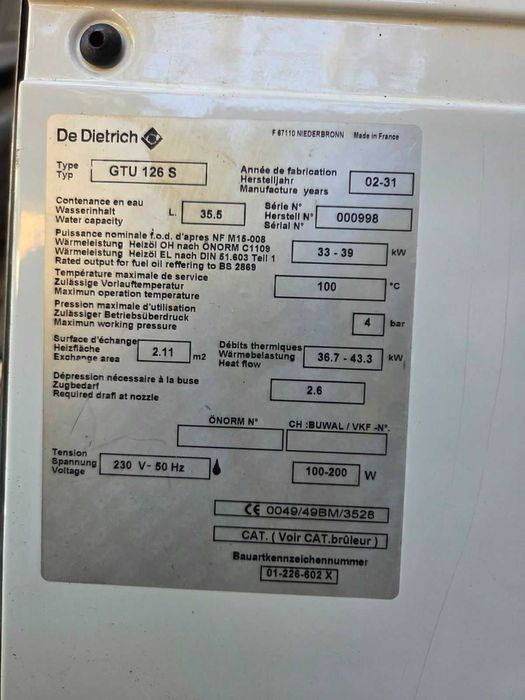 De Dietrich
F 67110 NIEDERBRONN Made in France
Type
Typ
GTU 126 S
Année de fabrication
Herstelljahr
Manufacture years
02-31
Contenance en eau
Wasserinhalt
Water capacity
L.
35.5
Série N°
Herstell N°
Sérial N°
000998
Puissance nominale f.o.d. d'apres NF M15-008
Wärmeleistung Heizöl OH nach ÖNORM C1109
Wärmeleistung Heizöl EL nach DIN 51.603 Teil 1
Rated output for fuel oil reffering to BS 2869
33 - 39
kW
Température maximale de service
Zulässige Vorlauftemperatur
Maximun operation temperature
100
°C
Pression maximale d'utilisation
Zulässiger Betriebsüberdruck
Maximun working pressure
4
bar
Surface d'échange
Heizfläche
Exchange area
2.11
m2
Débits thermiques
Wärmebelastung
Heat flow
36.7 - 43.3
kW
Dépression nécessaire à la buse
Zugbedarf
Required draft at nozzle
2.6
ÖNORM N°
CH :BUWAL / VKF -N°.
Tension
Spannung
Voltage
230 V- 50 Hz
100-200
W
CE 0049/49BM/3528
CAT. ( Voir CAT.brûleur )
Bauartkennzeichennummer
01-226-602 X